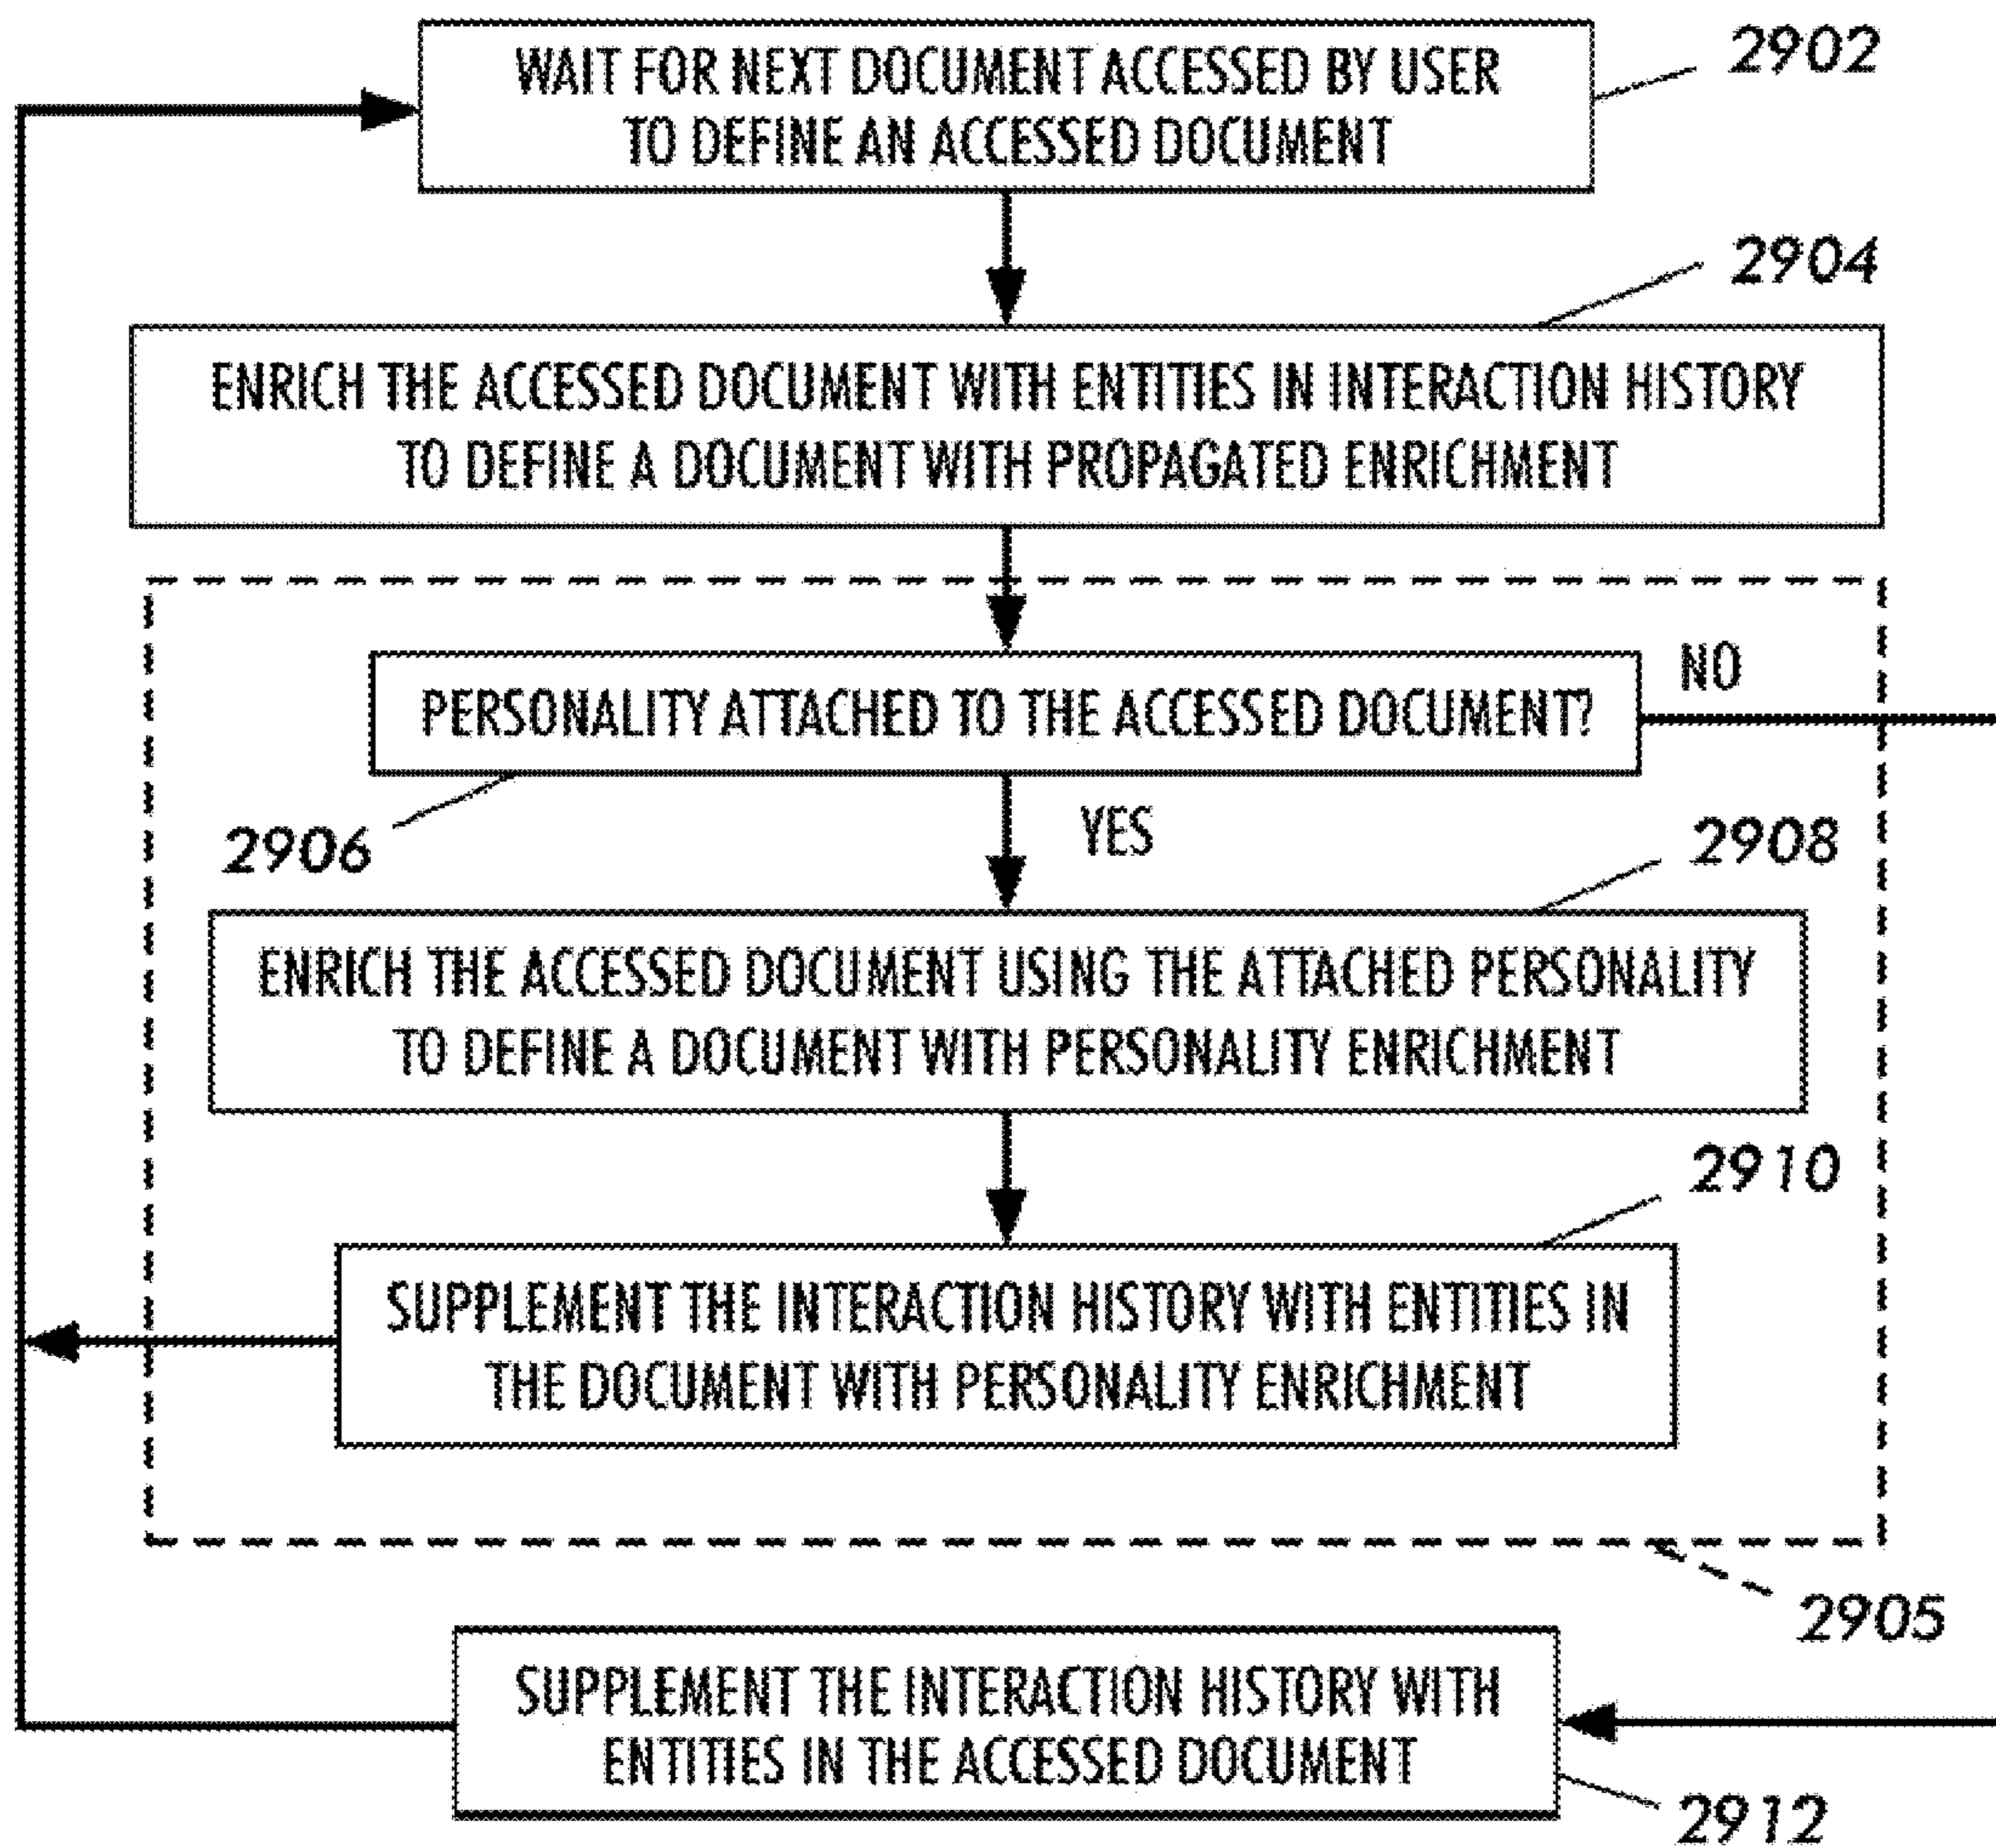 WAIT FOR NEXT DOCUMENT ACCESSED BY USER
TO DEFINE AN ACCESSED DOCUMENT
2902
2904
ENRICH THE ACCESSED DOCUMENT WITH ENTITIES IN INTERACTION HISTORY
TO DEFINE A DOCUMENT WITH PROPAGATED ENRICHMENT
NO
PERSONALITY ATTACHED TO THE ACCESSED DOCUMENT?
2906
YES
2908
ENRICH THE ACCESSED DOCUMENT USING THE ATTACHED PERSONALITY
TO DEFINE A DOCUMENT WITH PERSONALITY ENRICHMENT
2910
SUPPLEMENT THE INTERACTION HISTORY WITH ENTITIES IN
THE DOCUMENT WITH PERSONALITY ENRICHMENT
2905
SUPPLEMENT THE INTERACTION HISTORY WITH
ENTITIES IN THE ACCESSED DOCUMENT
2912